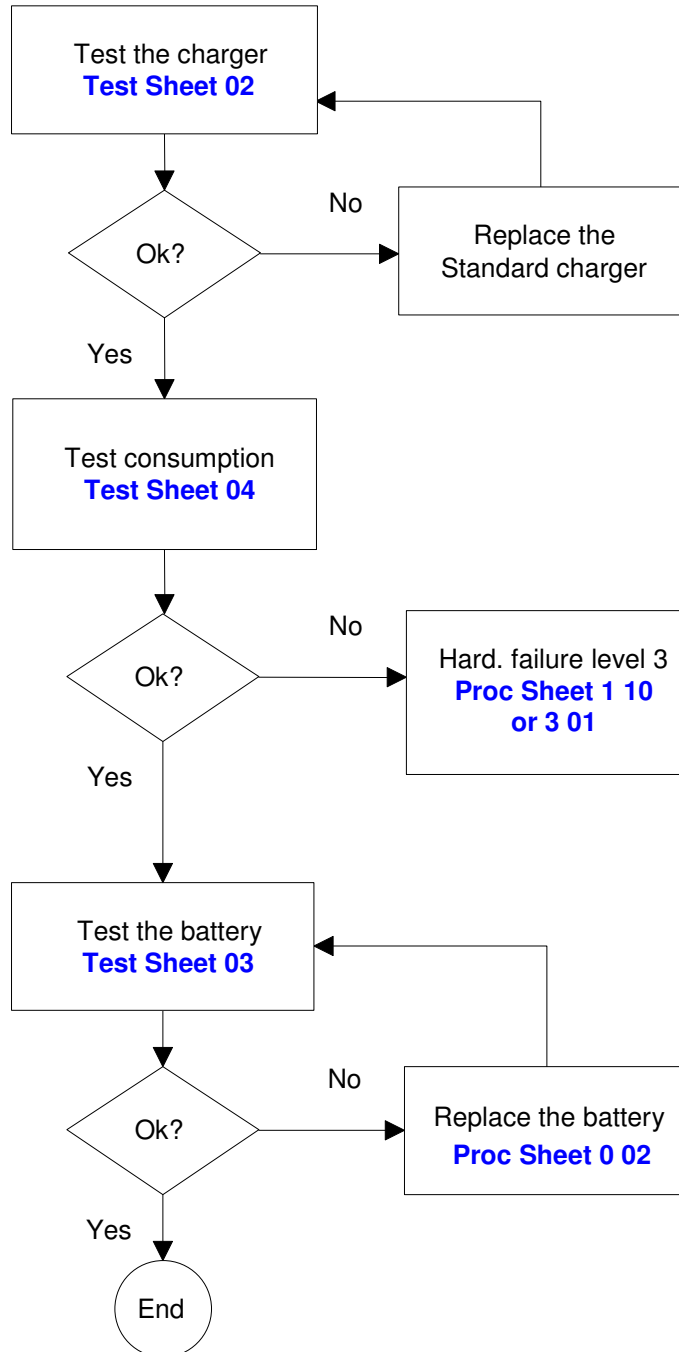 Test the charger
Test Sheet 02
Ok?
No
Replace the
Standard charger
Yes
Test consumption
Test Sheet 04
Ok?
No
Hard. failure level 3
Proc Sheet 1 10
or 3 01
Yes
Test the battery
Test Sheet 03
Ok?
No
Replace the battery
Proc Sheet 0 02
Yes
End